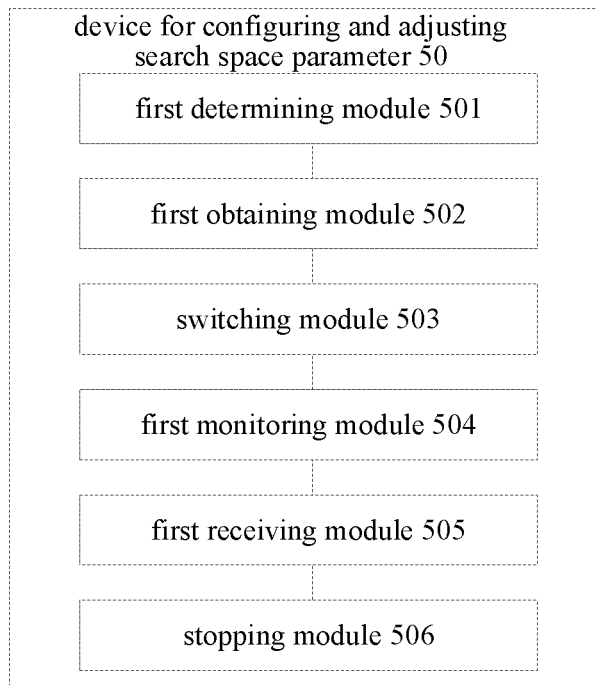 device for configuring and adjusting
search space parameter 50
first determining module 501
first obtaining module 502
switching module 503
first monitoring module 504
first receiving module 505
stopping module 506